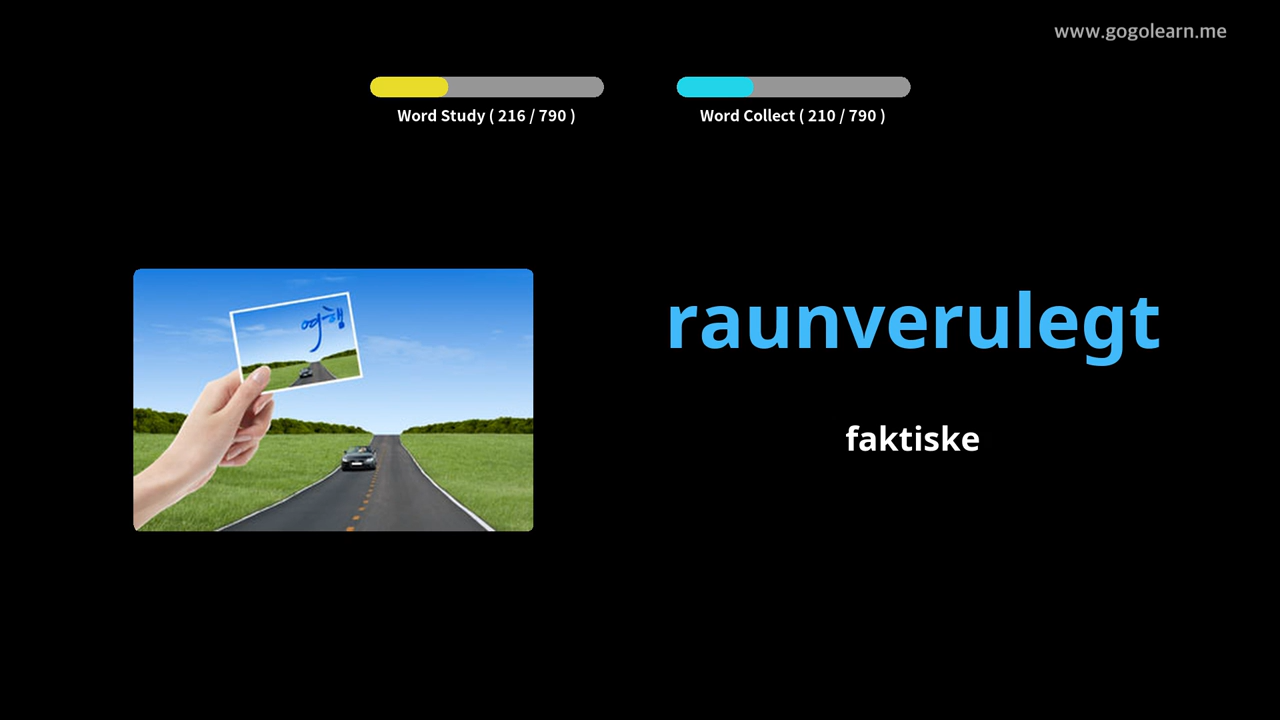 www.gogolearn.me
Word Study ( 216 / 790 )
Word Collect ( 210 / 790 )
여행
raunverulegt
faktiske